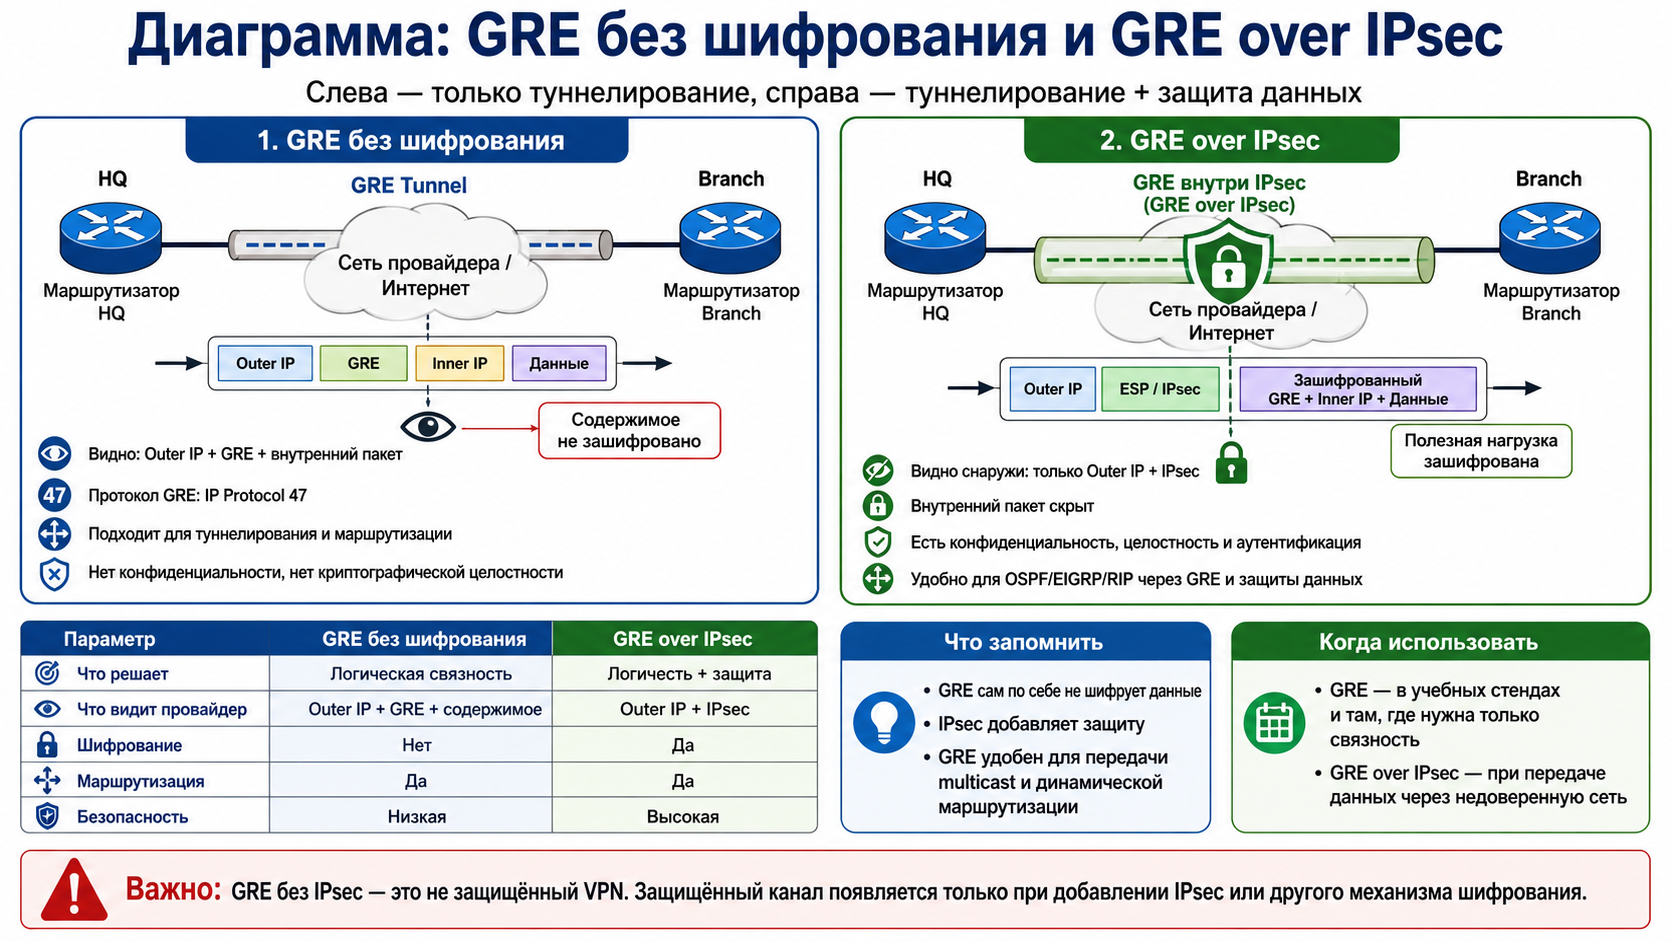 Диаграмма: GRE без шифрования и GRE over IPsec
Слева — только туннелирование, справа — туннелирование + защита данных
1. GRE без шифрования
HQ
GRE Tunnel
Branch
Сеть провайдера /
Интернет
Маршрутизатор
HQ
Маршрутизатор
Branch
Outer IP
GRE
Inner IP
Данные
Содержимое
не зашифровано
Видно: Outer IP + GRE + внутренний пакет
47
Протокол GRE: IP Protocol 47
Подходит для туннелирования и маршрутизации
Нет конфиденциальности, нет криптографической целостности
2. GRE over IPsec
HQ
GRE внутри IPsec
(GRE over IPsec)
Branch
Маршрутизатор
HQ
Сеть провайдера /
Интернет
Маршрутизатор
Branch
Outer IP
ESP / IPsec
Зашифрованный
GRE + Inner IP + Данные
Полезная нагрузка
зашифрована
Видно снаружи: только Outer IP + IPsec
Внутренний пакет скрыт
Есть конфиденциальность, целостность и аутентификация
Удобно для OSPF/EIGRP/RIP через GRE и защиты данных
Параметр
GRE без шифрования
GRE over IPsec
Что решает
Логическая связность
Логичесть + защита
Что видит провайдер
Outer IP + GRE + содержимое
Outer IP + IPsec
Шифрование
Нет
Да
Маршрутизация
Да
Да
Безопасность
Низкая
Высокая
Что запомнить
• GRE сам по себе не шифрует данные
• IPsec добавляет защиту
• GRE удобен для передачи
multicast и динамической
маршрутизации
Когда использовать
• GRE — в учебных стендах
и там, где нужна только
связность
• GRE over IPsec — при передаче
данных через недоверенную сеть
Важно: GRE без IPsec — это не защищённый VPN. Защищённый канал появляется только при добавлении IPsec или другого механизма шифрования.